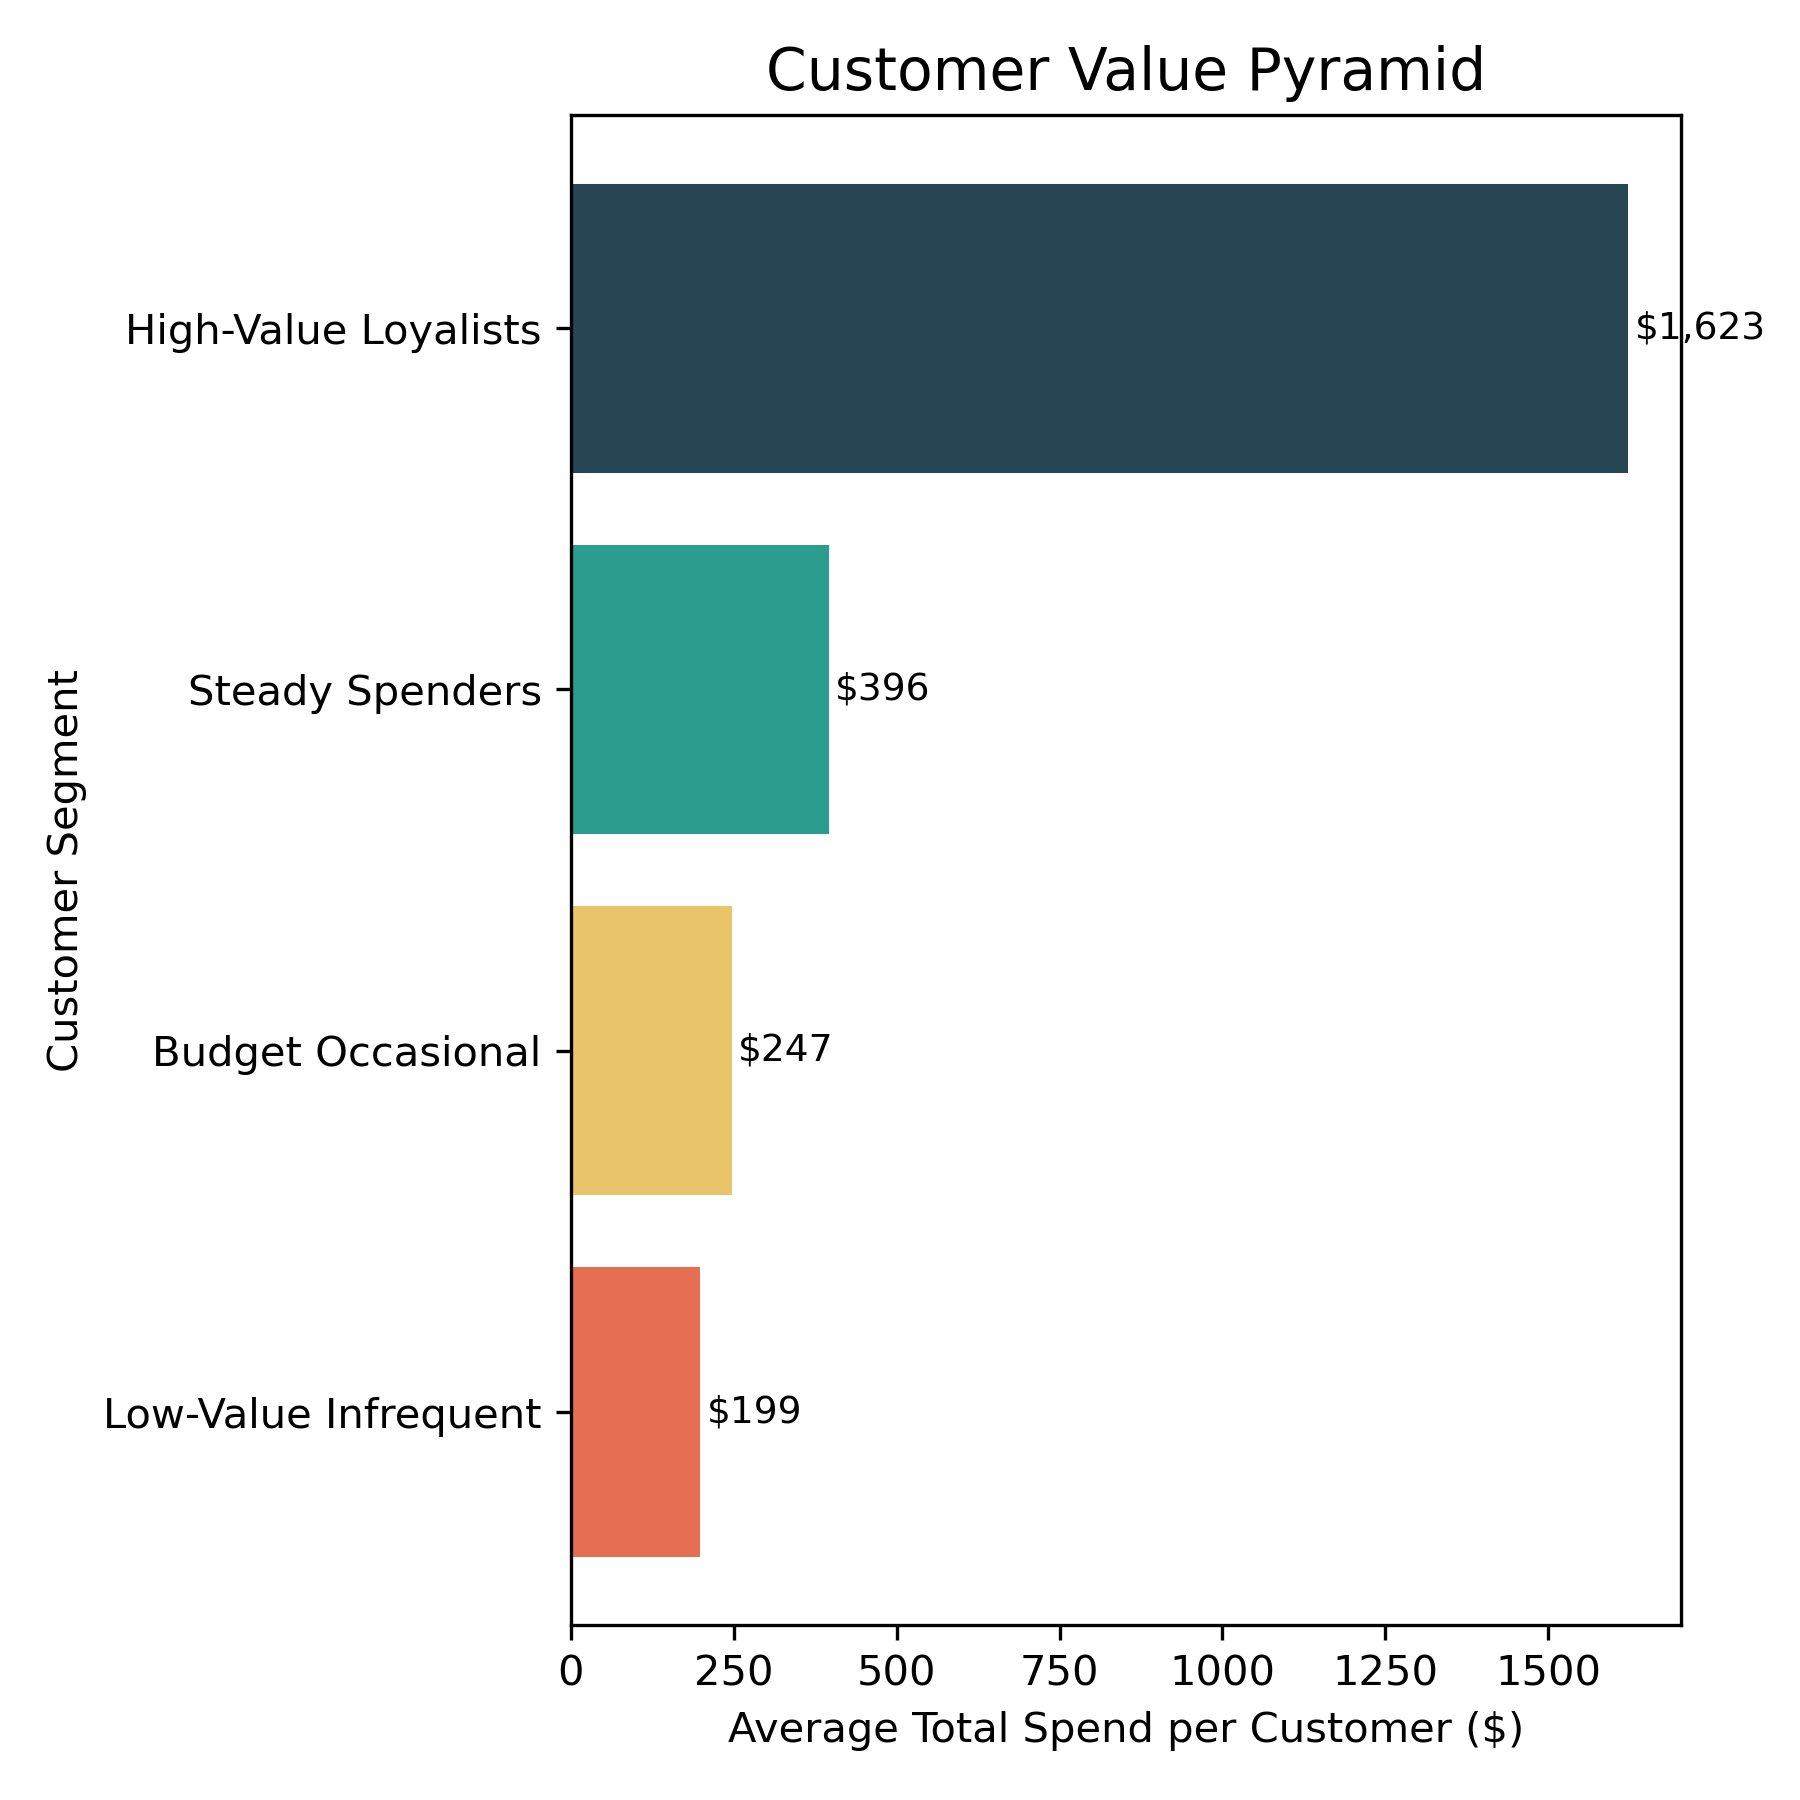 Customer Value Pyramid
High-Value Loyalists
$1,623
Steady Spenders
$396
Customer Segment
Budget Occasional
$247
Low-Value Infrequent
$199
0 250 500 750 1000 1250 1500
Average Total Spend per Customer ($)